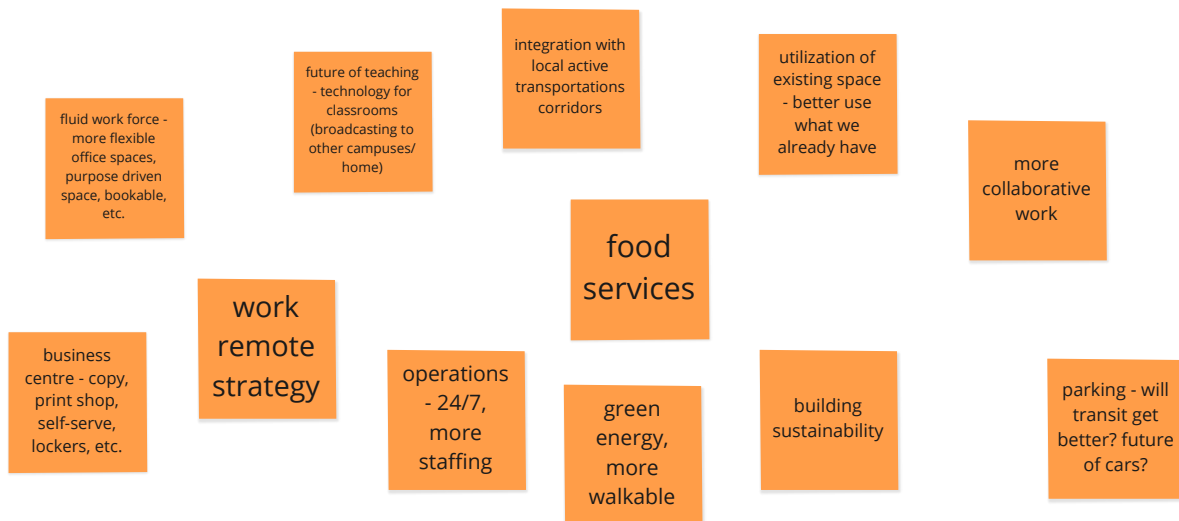 integration with
local active
transportations
corridors
utilization of
existing space
- better use
what we
already have
future of teaching
- technology for
classrooms
(broadcasting to
other campuses/
home)
fluid work force -
more flexible
office spaces,
purpose driven
space, bookable,
etc.
more
collaborative
work
food
services
work
remote
strategy
business
centre - copy,
print shop,
self-serve,
lockers, etc.
operations
- 24/7,
more
staffing
green
energy,
more
walkable
building
sustainability
parking - will
transit get
better? future
of cars?